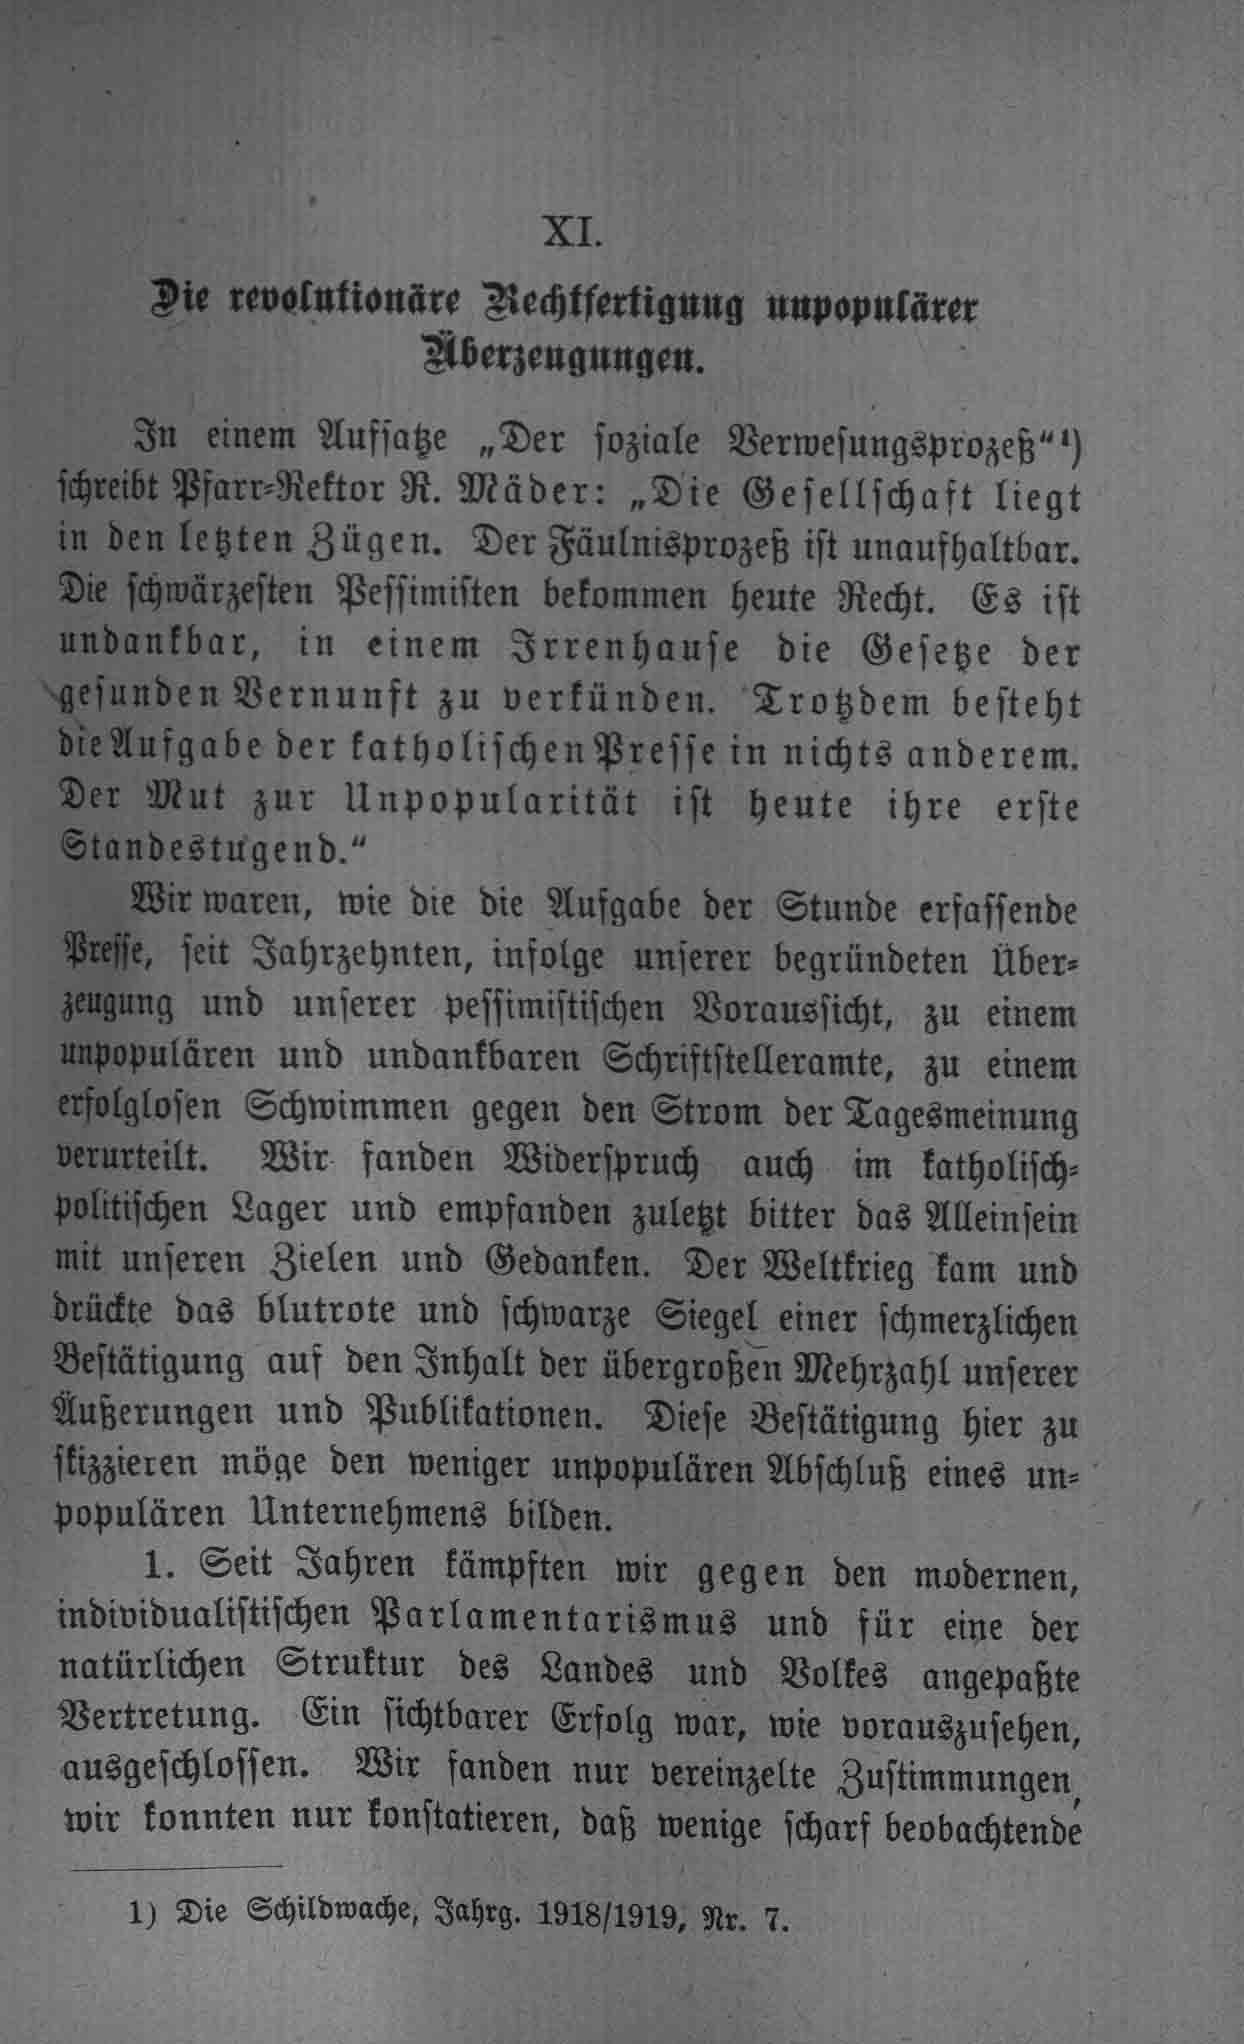 XI.
Die revolutionäre Rechtfertigung unpopulärer
Überzeugungen.
In einem Aufsatze „Der soziale Verwesungsprozeß“¹)
schreibt Pfarr-Rektor R. Mäder: „Die Gesellschaft liegt
in den letzten Zügen. Der Fäulnisprozeß ist unaufhaltbar.
Die schwärzesten Pessimisten bekommen heute Recht. Es ist
undankbar, in einem Irrenhause die Gesetze der
gesunden Vernunft zu verkünden. Trotzdem besteht
die Aufgabe der katholischen Presse in nichts anderem.
Der Mut zur Unpopularität ist heute ihre erste
Standestugend.“
Wir waren, wie die die Aufgabe der Stunde erfassende
Presse, seit Jahrzehnten, infolge unserer begründeten Über-
zeugung und unserer pessimistischen Voraussicht, zu einem
unpopulären und undankbaren Schriftstelleramte, zu einem
erfolglosen Schwimmen gegen den Strom der Tagesmeinung
verurteilt. Wir fanden Widerspruch auch im katholisch-
politischen Lager und empfanden zuletzt bitter das Alleinsein
mit unseren Zielen und Gedanken. Der Weltkrieg kam und
drückte das blutrote und schwarze Siegel einer schmerzlichen
Bestätigung auf den Inhalt der übergroßen Mehrzahl unserer
Äußerungen und Publikationen. Diese Bestätigung hier zu
skizzieren möge den weniger unpopulären Abschluß eines un-
populären Unternehmens bilden.
1. Seit Jahren kämpften wir gegen den modernen,
individualistischen Parlamentarismus und für eine der
natürlichen Struktur des Landes und Volkes angepaßte
Vertretung. Ein sichtbarer Erfolg war, wie vorauszusehen,
ausgeschlossen. Wir fanden nur vereinzelte Zustimmungen,
wir konnten nur konstatieren, daß wenige scharf beobachtende
1) Die Schildwache, Jahrg. 1918/1919, Nr. 7.